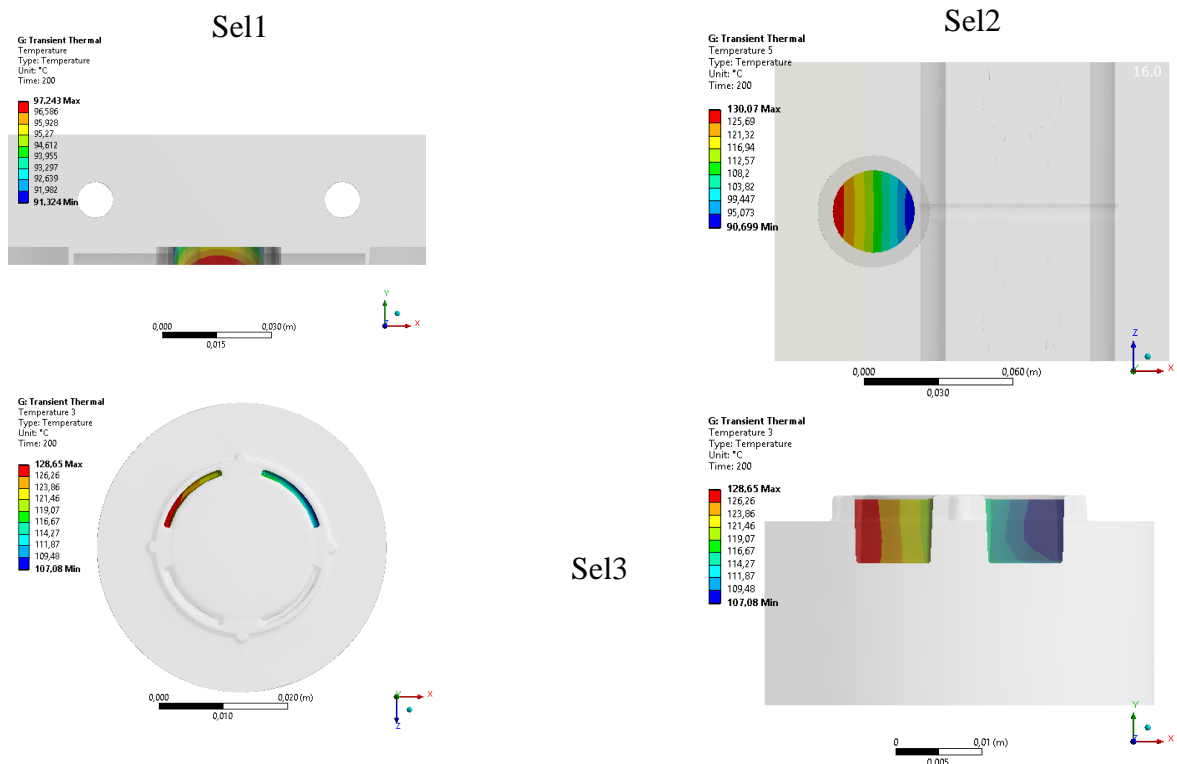 Sel1
G: Transient Thermal
Temperature
Type: Temperature
Unit: °C
Time: 200
97,243 Max
96,586
95,928
95,27
94,612
93,955
93,297
92,639
91,982
91,324 Min
0,000
0,030 (m)
0,015
Y
Z
X
Sel2
G: Transient Thermal
Temperature 5
Type: Temperature
Unit: °C
Time: 200
16.0
130,07 Max
125,69
121,32
116,94
112,57
108,2
103,82
99,447
95,073
90,699 Min
0,000
0,060 (m)
0,030
Z
Y
X
G: Transient Thermal
Temperature 3
Type: Temperature
Unit: °C
Time: 200
128,65 Max
126,26
123,86
121,46
119,07
116,67
114,27
111,87
109,48
107,08 Min
0,000
0,020 (m)
0,010
Y
X
Z
Sel3
G: Transient Thermal
Temperature 3
Type: Temperature
Unit: °C
Time: 200
128,65 Max
126,26
123,86
121,46
119,07
116,67
114,27
111,87
109,48
107,08 Min
0
0,01 (m)
0,005
Y
Z
X